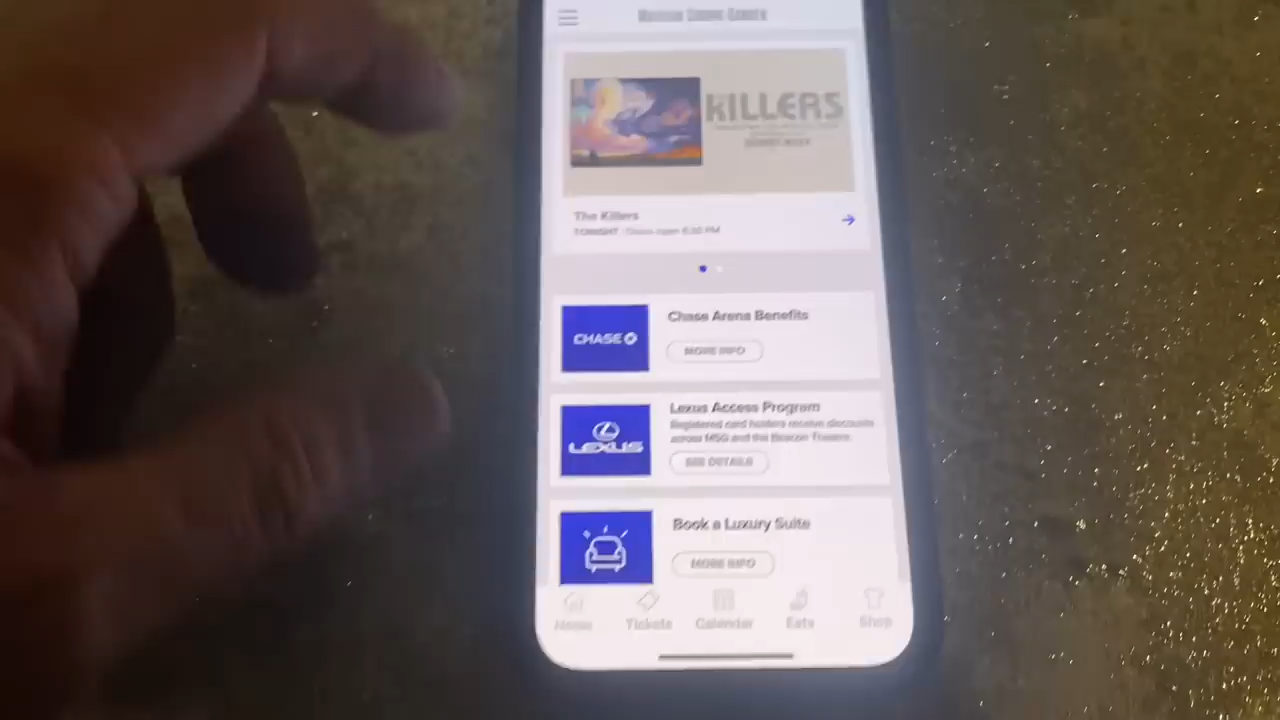 KILLERS
The Killers
TONIGHT · Doors open 6:00 PM
CHASE
Chase Arena Benefits
MORE INFO
LEXUS
Lexus Access Program
Registered card holders receive discounts
across MSG and the Beacon Theatre.
SEE DETAILS
Book a Luxury Suite
MORE INFO
Home
Tickets
Calendar
Eats
Shop